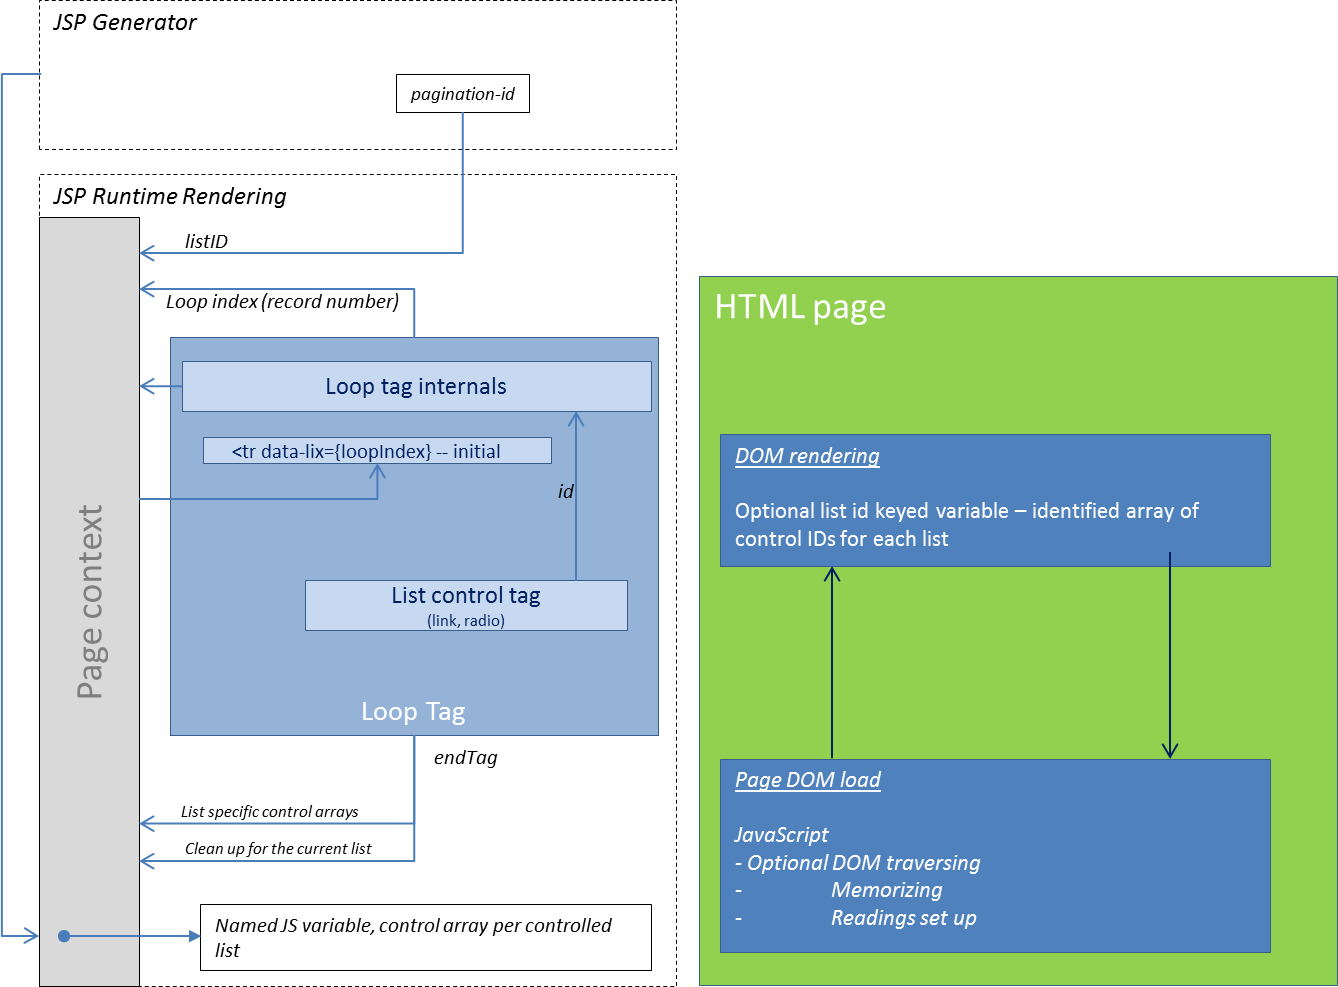 JSP Generator
pagination-id
JSP Runtime Rendering
listID
Loop index (record number)
Loop tag internals
<tr data-lix={loopIndex} -- initial
id
List control tag
(link, radio)
Loop Tag
Page context
endTag
List specific control arrays
Clean up for the current list
Named JS variable, control array per controlled
list
HTML page
DOM rendering
Optional list id keyed variable – identified array of
control IDs for each list
Page DOM load
JavaScript
- Optional DOM traversing
- Memorizing
- Readings set up